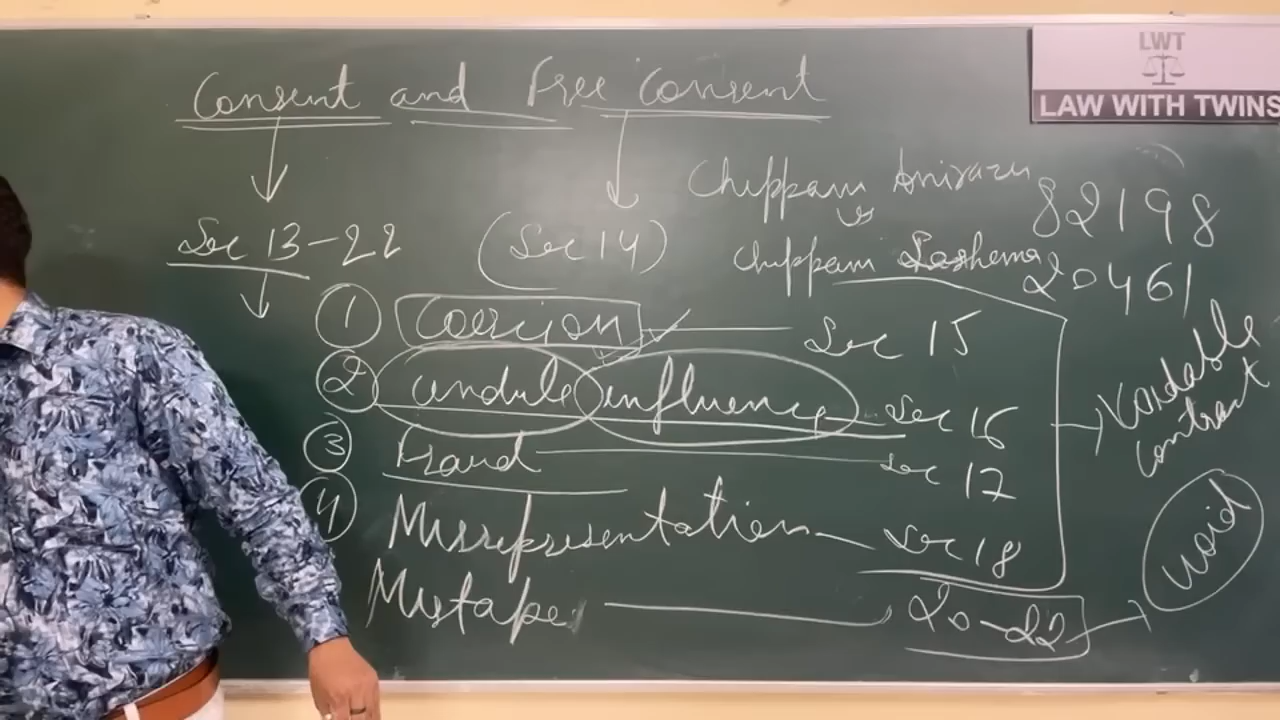 LWT
LAW WITH TWINS
Consent and Free Consent
Sec 13-22
(Sec 14)
Chippam
82198
Chippam
20461
① Coercion Sec 15
② undule influence Sec 16
③ Fraud Sec 17
④ Misrepresentation Sec 18
Mistake 20-22
Voidable
contract
void